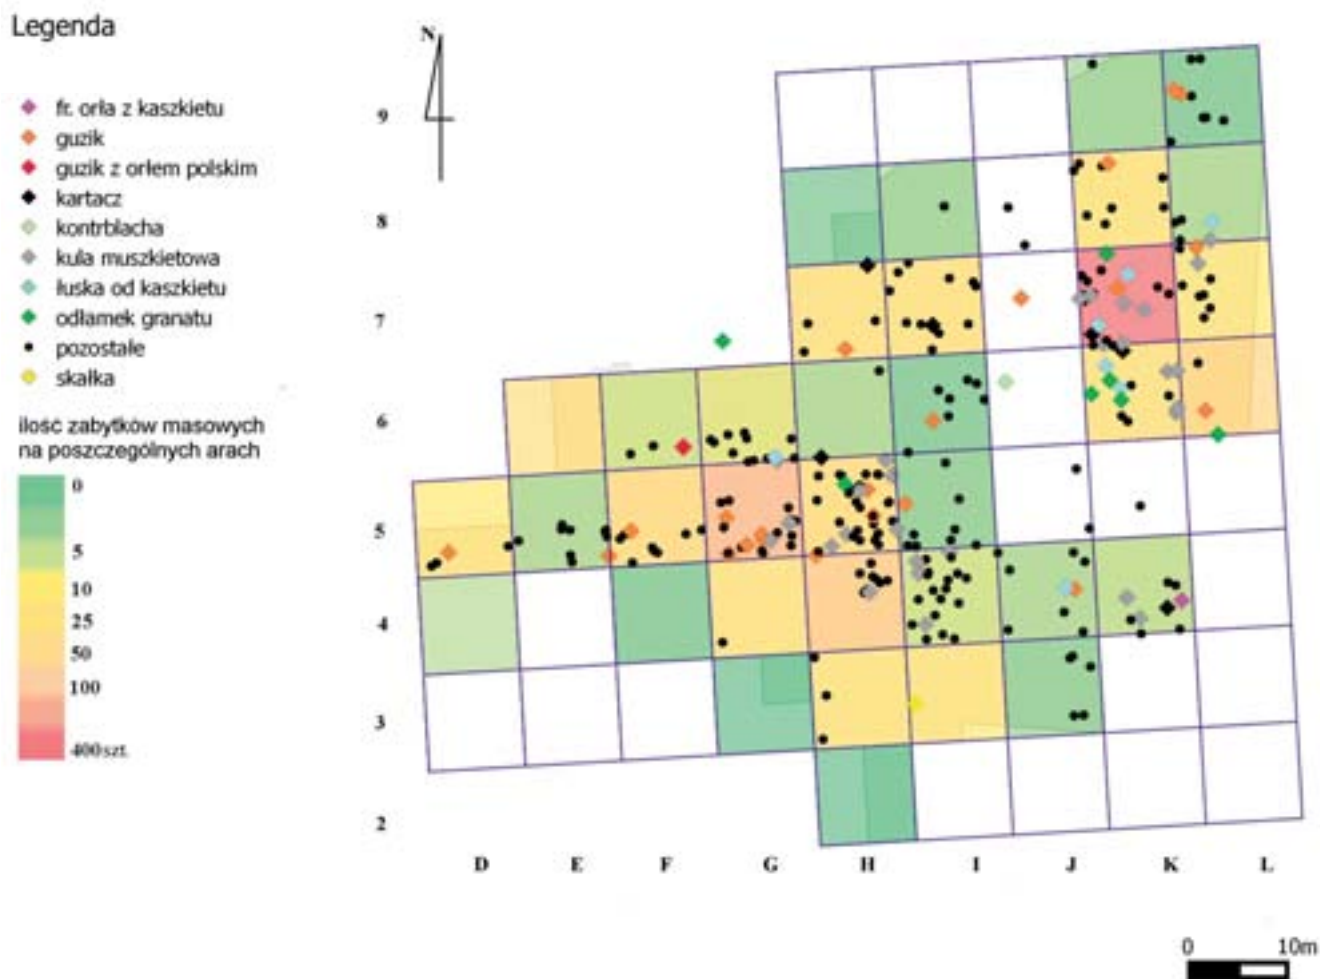 Legenda
fr. orła z kaszkietu
guzik
guzik z orłem polskim
kartacz
kontrblacha
kula muszkietowa
łuska od kaszkietu
odłamek granatu
pozostałe
skałka
ilość zabytków masowych
na poszczególnych arach
0
5
10
25
50
100
400szt.
N
9
8
7
6
5
4
3
2
D E F G H I J K L
0 10m